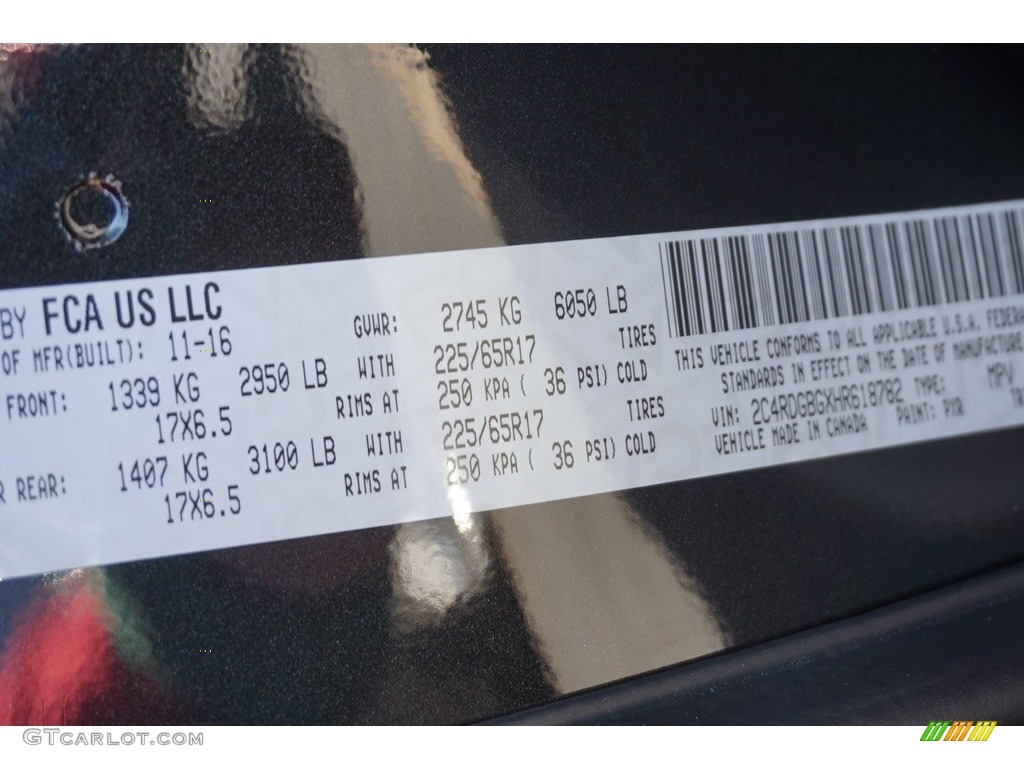 BY FCA US LLC
OF MFR(BUILT): 11-16 GVWR: 2745 KG 6050 LB
FRONT: 1339 KG 2950 LB WITH 225/65R17 TIRES
17X6.5 RIMS AT 250 KPA ( 36 PSI) COLD
R REAR: 1407 KG 3100 LB WITH 225/65R17 TIRES
17X6.5 RIMS AT 250 KPA ( 36 PSI) COLD
THIS VEHICLE CONFORMS TO ALL APPLICABLE U.S.A. FEDERA
STANDARDS IN EFFECT ON THE DATE OF MANUFACTURE
VIN: 2C4RDGBGXHR618782 TYPE: MPV
VEHICLE MADE IN CANADA PAINT: PXR TR
GTCARLOT.COM